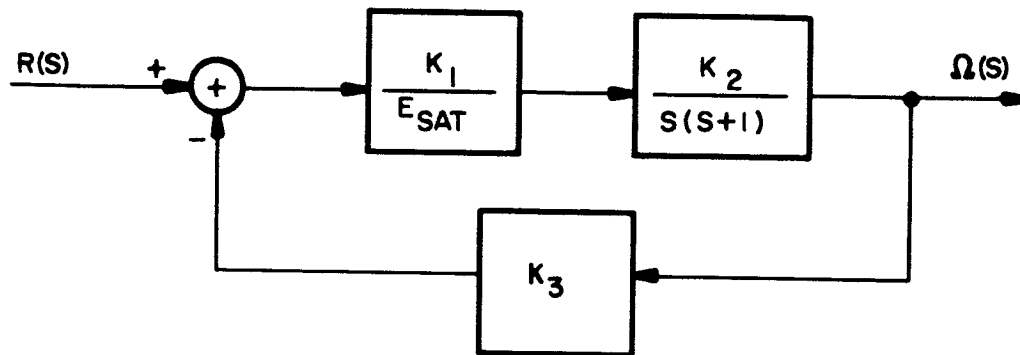 R(S)
+
+
-
K1
ESAT
K2
S(S+1)
Ω(S)
K3